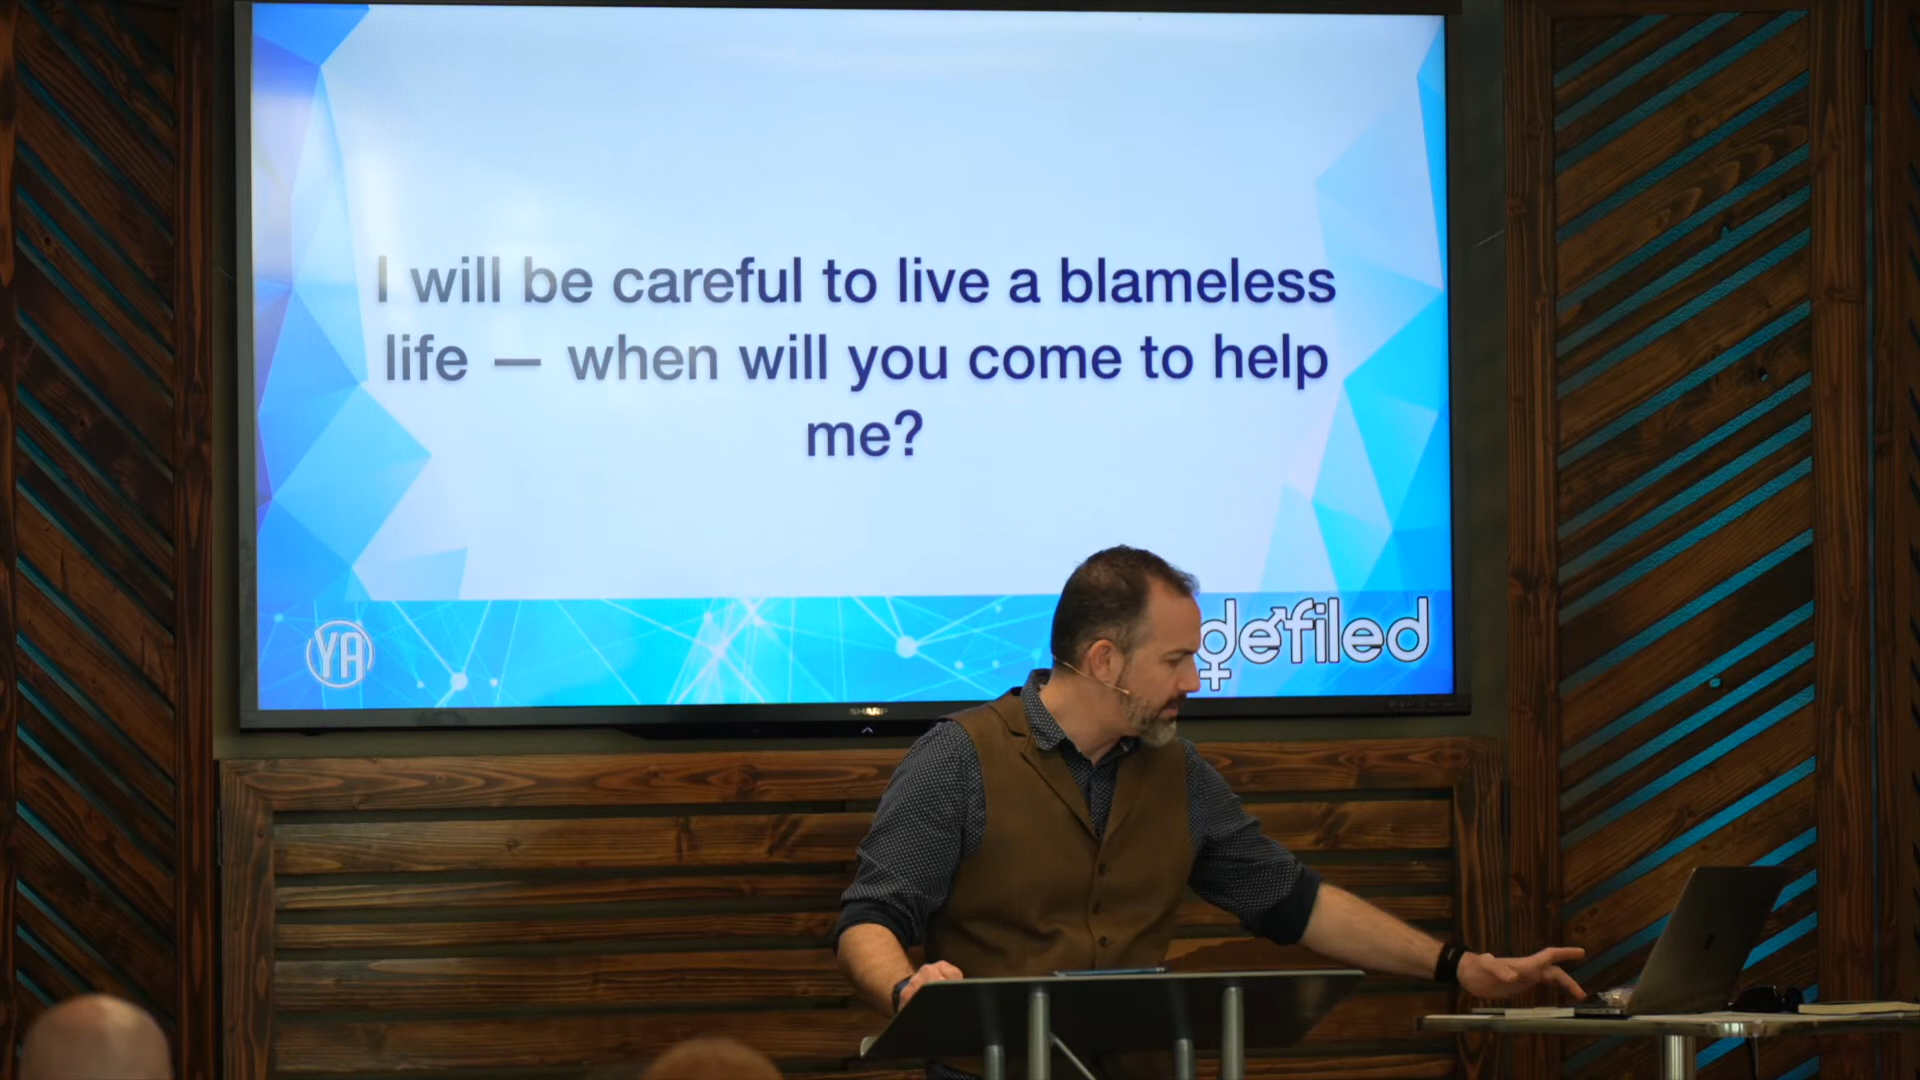 I will be careful to live a blameless
life — when will you come to help
me?
YA
defiled
SHARP